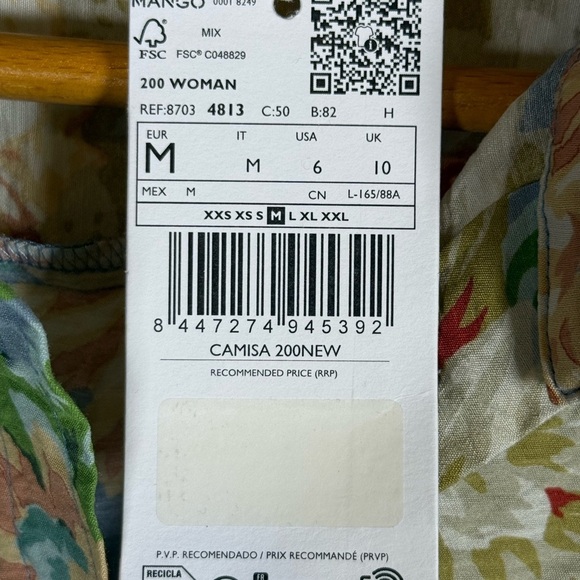 MANGO 0001 8249
MIX
FSC FSC® C048829
200 WOMAN
REF:8703 4813 C:50 B:82 H
EUR IT USA UK
M M 6 10
MEX M CN L-165/88A
XXS XS S M L XL XXL
8 447274 945392
CAMISA 200NEW
RECOMMENDED PRICE (RRP)
P.V.P. RECOMENDADO / PRIX RECOMMANDÉ (PRVP)
RECICLA